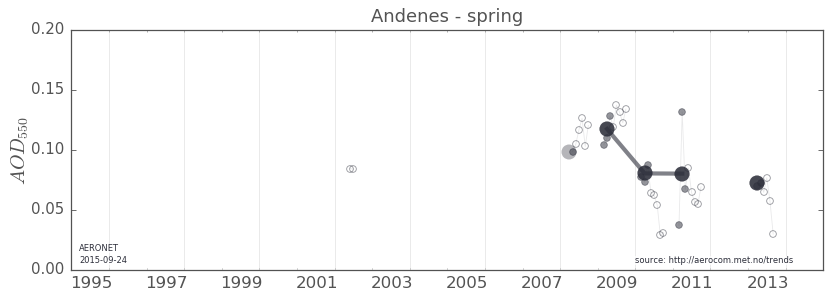 Andenes - spring
0.20
0.15
0.10
0.05
0.00
AOD550
AERONET
2015-09-24
source: http://aerocom.met.no/trends
1995 1997 1999 2001 2003 2005 2007 2009 2011 2013